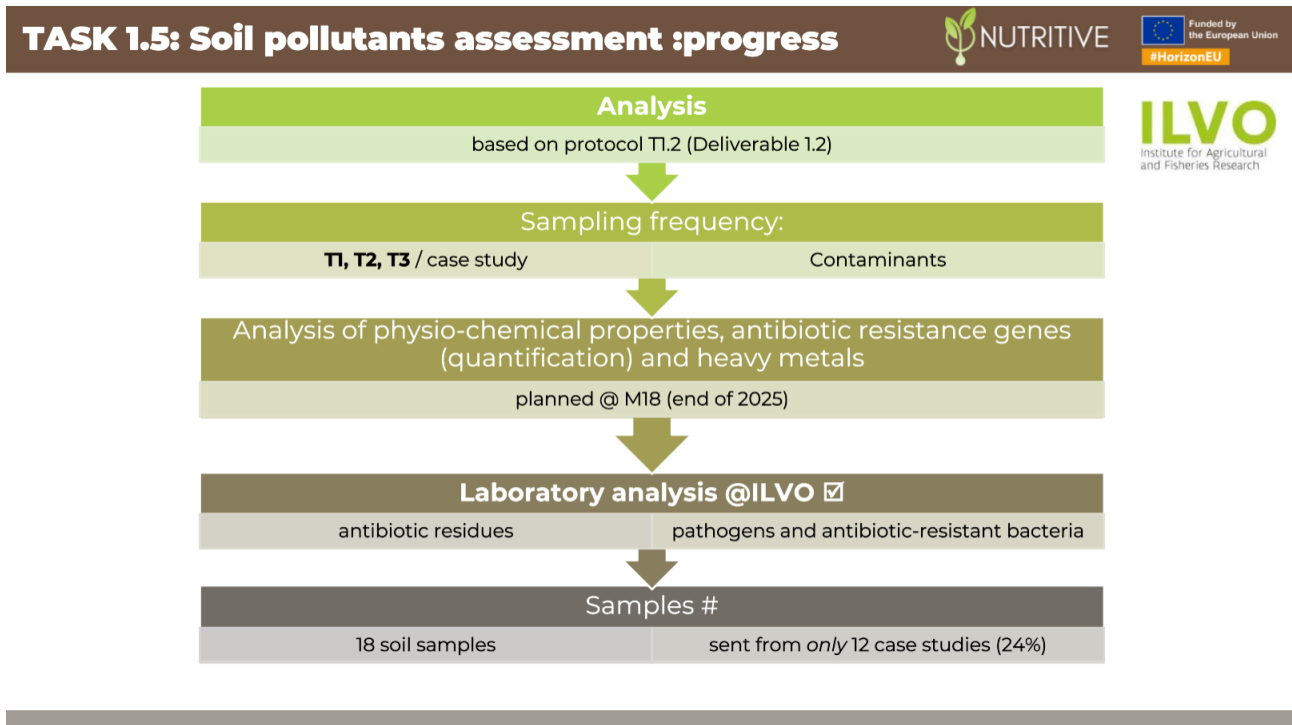 TASK 1.5: Soil pollutants assessment :progress
NUTRITIVE
Funded by
the European Union
#HorizonEU
ILVO
Institute for Agricultural
and Fisheries Research
Analysis
based on protocol T1.2 (Deliverable 1.2)
Sampling frequency:
T1, T2, T3 / case study
Contaminants
Analysis of physio-chemical properties, antibiotic resistance genes
(quantification) and heavy metals
planned @ M18 (end of 2025)
Laboratory analysis @ILVO ☑
antibiotic residues
pathogens and antibiotic-resistant bacteria
Samples #
18 soil samples
sent from only 12 case studies (24%)